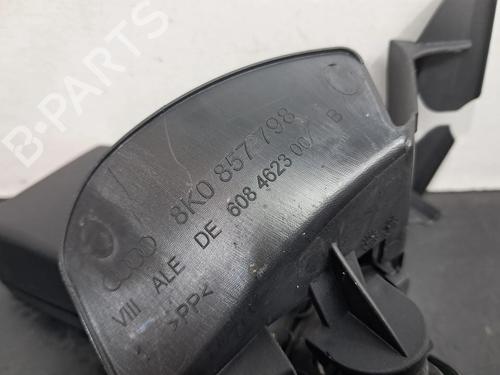 B-PARTS
8K0 857 798
VIII ALE DE 608 4623 00 B
>PP<